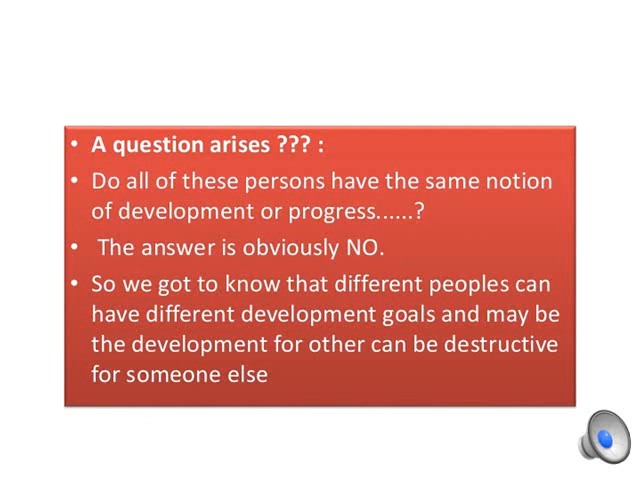 • A question arises ??? :
• Do all of these persons have the same notion
of development or progress......?
• The answer is obviously NO.
• So we got to know that different peoples can
have different development goals and may be
the development for other can be destructive
for someone else